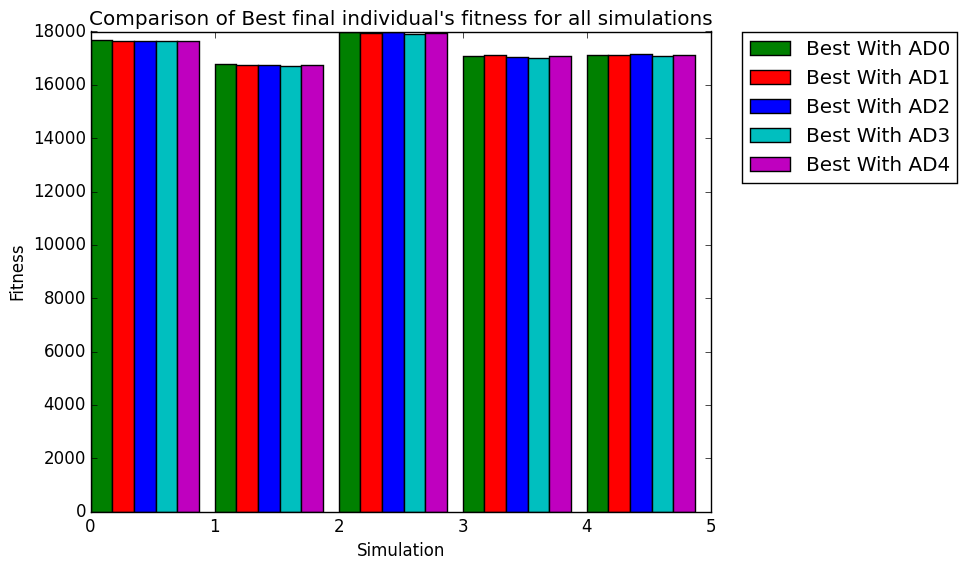 Comparison of Best final individual's fitness for all simulations
18000
16000
14000
12000
10000
8000
6000
4000
2000
0
Fitness
0 1 2 3 4 5
Simulation
Best With AD0
Best With AD1
Best With AD2
Best With AD3
Best With AD4